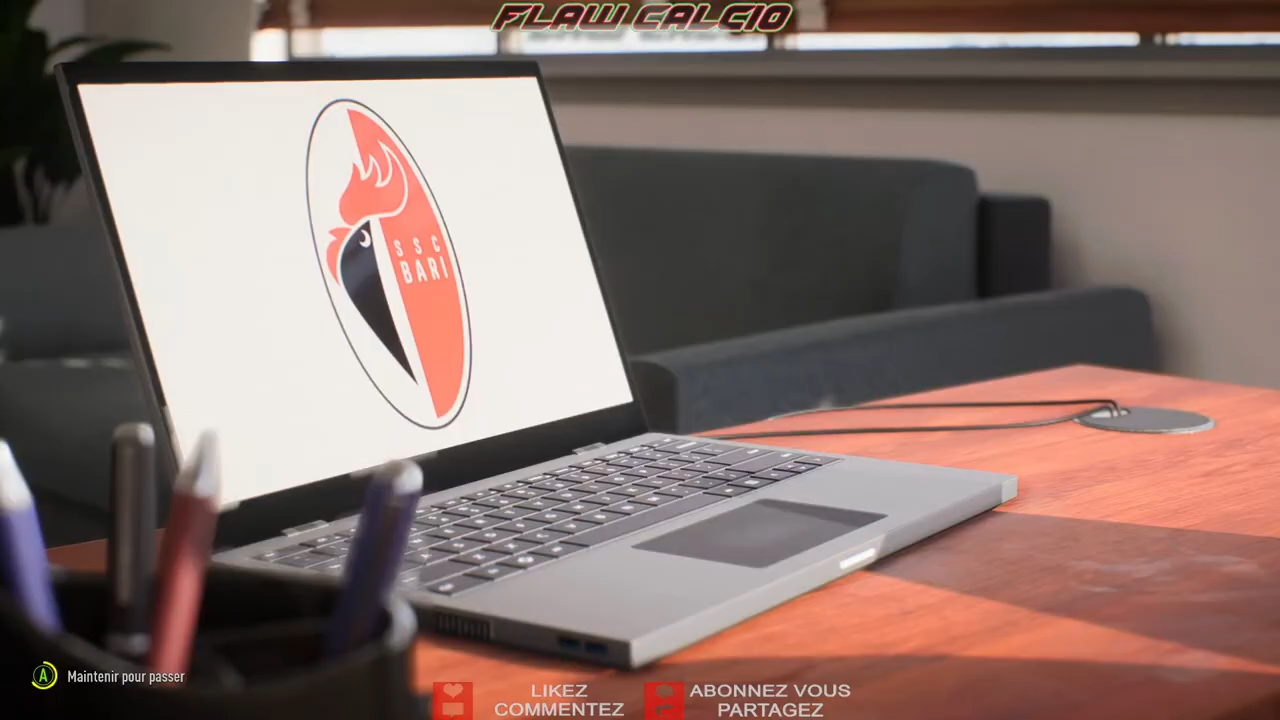 FLAW CALCIO
SSC
BARI
A Maintenir pour passer
LIKEZ
COMMENTEZ
ABONNEZ VOUS
PARTAGEZ